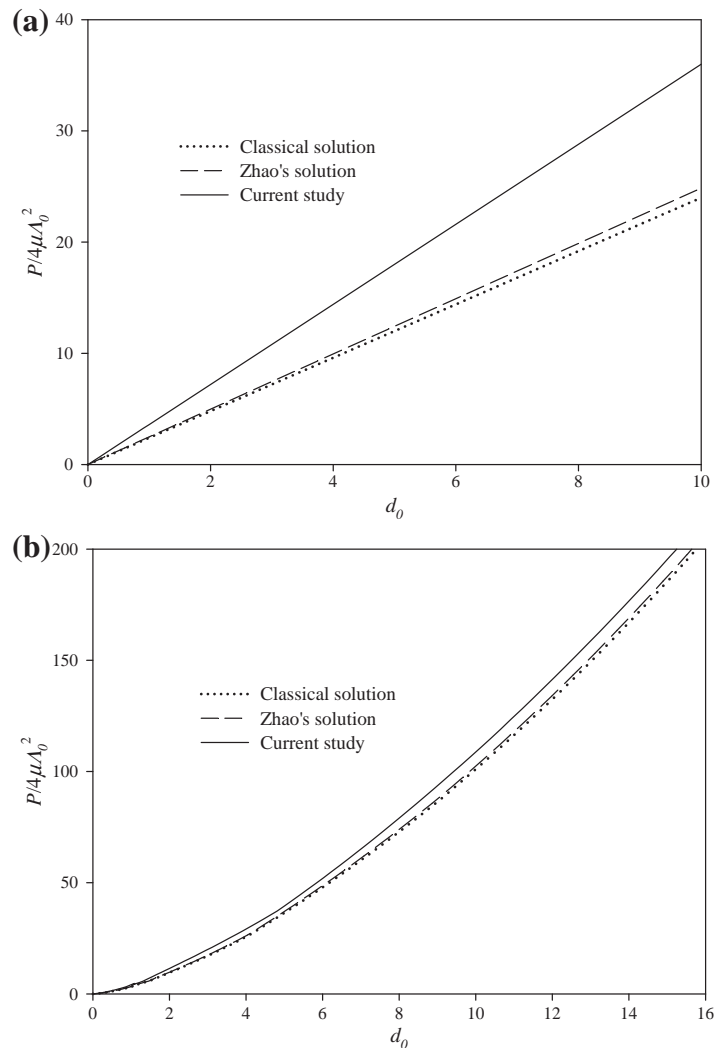 (a)
40
30
20
10
0
P/4μΛ₀²
Classical solution
Zhao's solution
Current study
0 2 4 6 8 10
d₀
(b)
200
150
100
50
0
P/4μΛ₀²
Classical solution
Zhao's solution
Current study
0 2 4 6 8 10 12 14 16
d₀